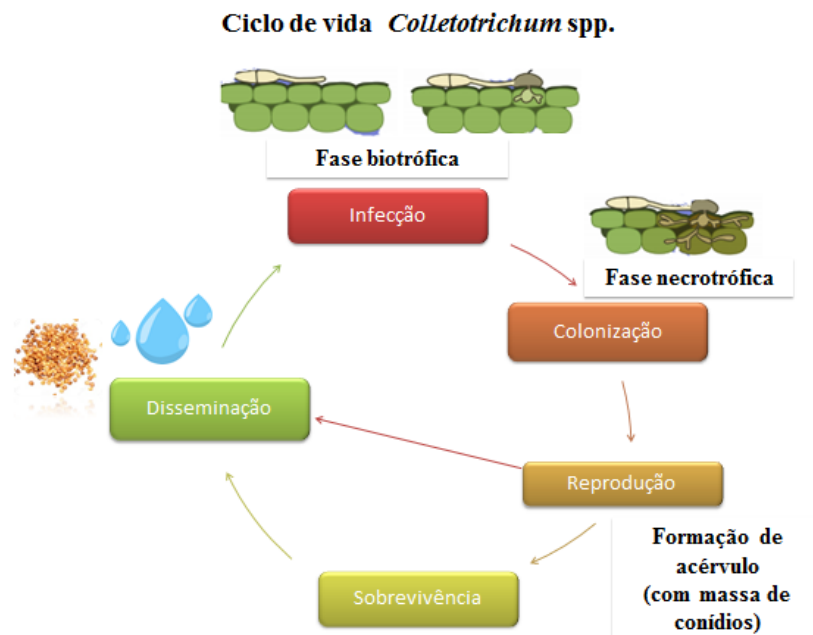 Ciclo de vida Colletotrichum spp.
Fase biotrófica
Infecção
Fase necrotrófica
Colonização
Disseminação
Reprodução
Formação de
acérvulo
(com massa de
conídios)
Sobrevivência